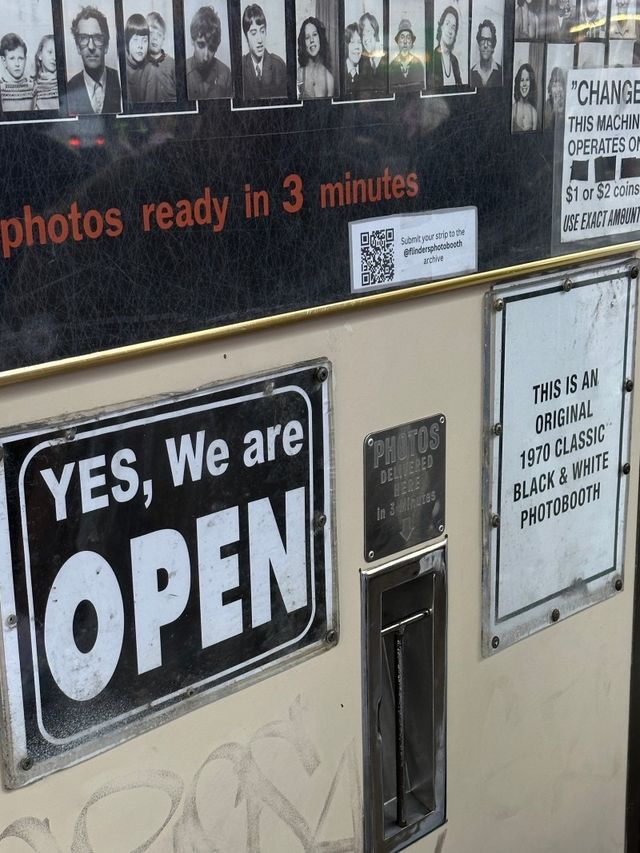 photos ready in 3 minutes
Submit your strip to the
@flindersphotobooth
archive
"CHANGE
THIS MACHIN
OPERATES ON
$1 or $2 coins
USE EXACT AMOUNT
YES, We are
OPEN
PHOTOS
DELIVERED
HERE
in 3 Minutes
THIS IS AN
ORIGINAL
1970 CLASSIC
BLACK & WHITE
PHOTOBOOTH